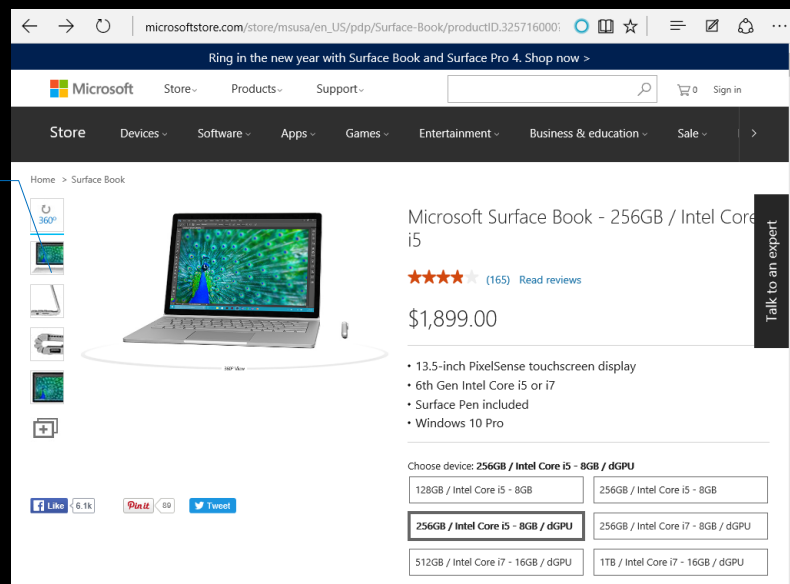 microsoftstore.com/store/msusa/en_US/pdp/Surface-Book/productID.325716000
Ring in the new year with Surface Book and Surface Pro 4. Shop now >
Microsoft Store Products Support 0 Sign in
Store Devices Software Apps Games Entertainment Business & education Sale
Home > Surface Book
360º
Microsoft Surface Book - 256GB / Intel Core
i5
(165) Read reviews
$1,899.00
Talk to an expert
360° View
• 13.5-inch PixelSense touchscreen display
• 6th Gen Intel Core i5 or i7
• Surface Pen included
• Windows 10 Pro
Choose device: 256GB / Intel Core i5 - 8GB / dGPU
128GB / Intel Core i5 - 8GB 256GB / Intel Core i5 - 8GB
256GB / Intel Core i5 - 8GB / dGPU 256GB / Intel Core i7 - 8GB / dGPU
512GB / Intel Core i7 - 16GB / dGPU 1TB / Intel Core i7 - 16GB / dGPU
Like 6.1k Pin it 89 Tweet